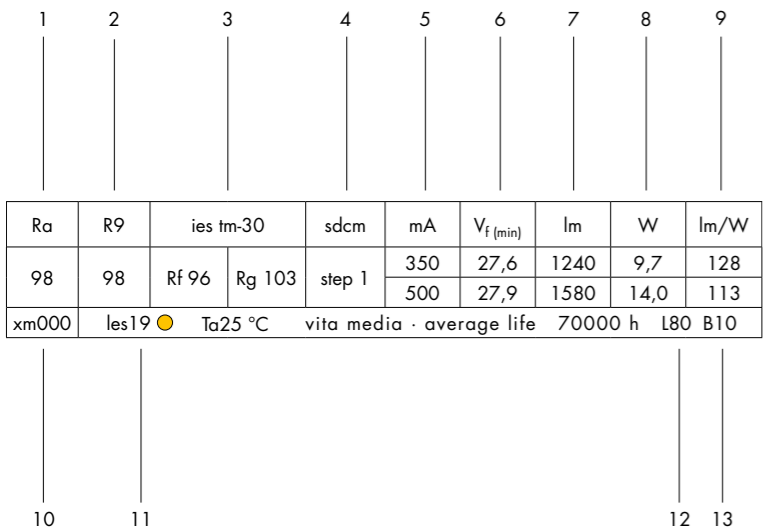 1 2 3 4 5 6 7 8 9
Ra R9 ies tm-30 sdcm mA Vf (min) lm W lm/W
98 98 Rf 96 Rg 103 step 1 350 27,6 1240 9,7 128
500 27,9 1580 14,0 113
xm000 les19 Ta25 °C vita media · average life 70000 h L80 B10
10 11 12 13